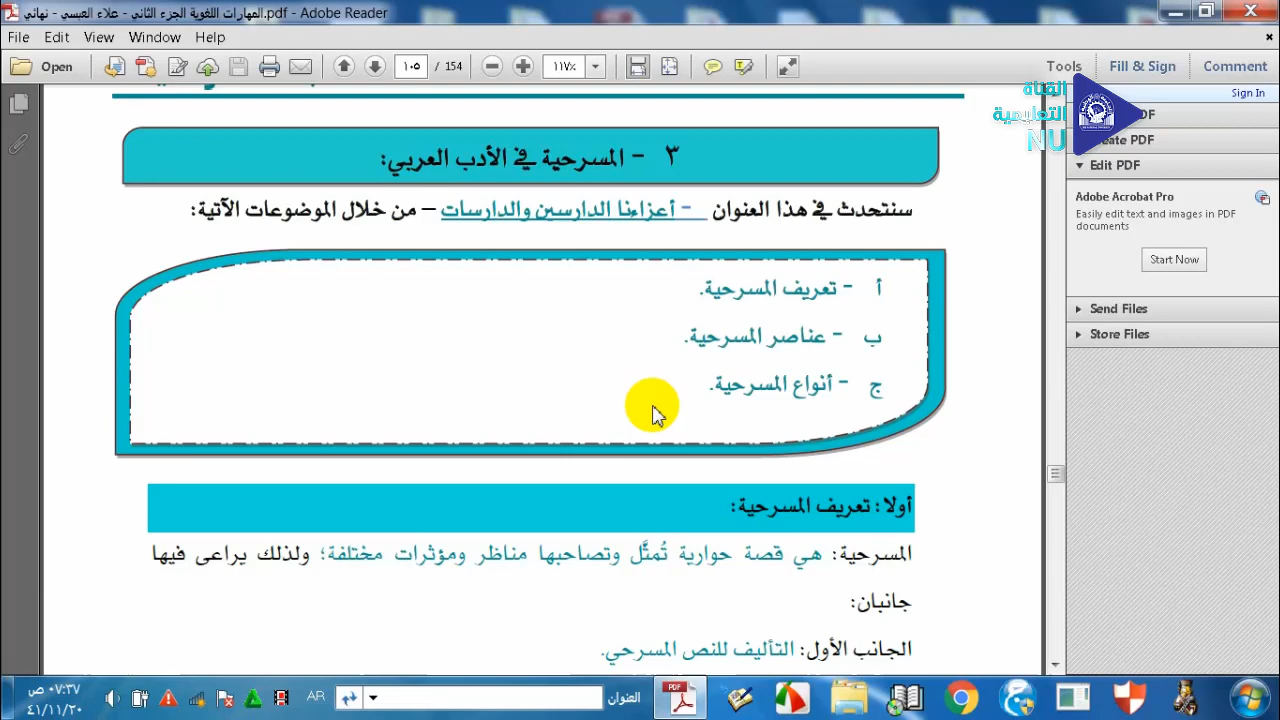 المهارات اللغوية الجزء الثاني - علاء العبسي - نهائي.pdf - Adobe Reader
File Edit View Window Help
Open ١٠٥ / 154 ١١٧٪ Tools Fill & Sign Comment
Sign In
القناة
التعليمية
NU
Edit PDF
Adobe Acrobat Pro
Easily edit text and images in PDF
documents
Start Now
Send Files
Store Files
٣ - المسرحية في الأدب العربي:
سنتحدث في هذا العنوان - أعزاءنا الدارسين والدارسات – من خلال الموضوعات الآتية:
أ - تعريف المسرحية.
ب - عناصر المسرحية.
ج - أنواع المسرحية.
أولا: تعريف المسرحية:
المسرحية: هي قصة حوارية تُمثَّل وتصاحبها مناظر ومؤثرات مختلفة؛ ولذلك يراعى فيها
جانبان:
الجانب الأول: التأليف للنص المسرحي.
العنوان AR ٠٧:٣٧ ص
٤١/١١/٢٠